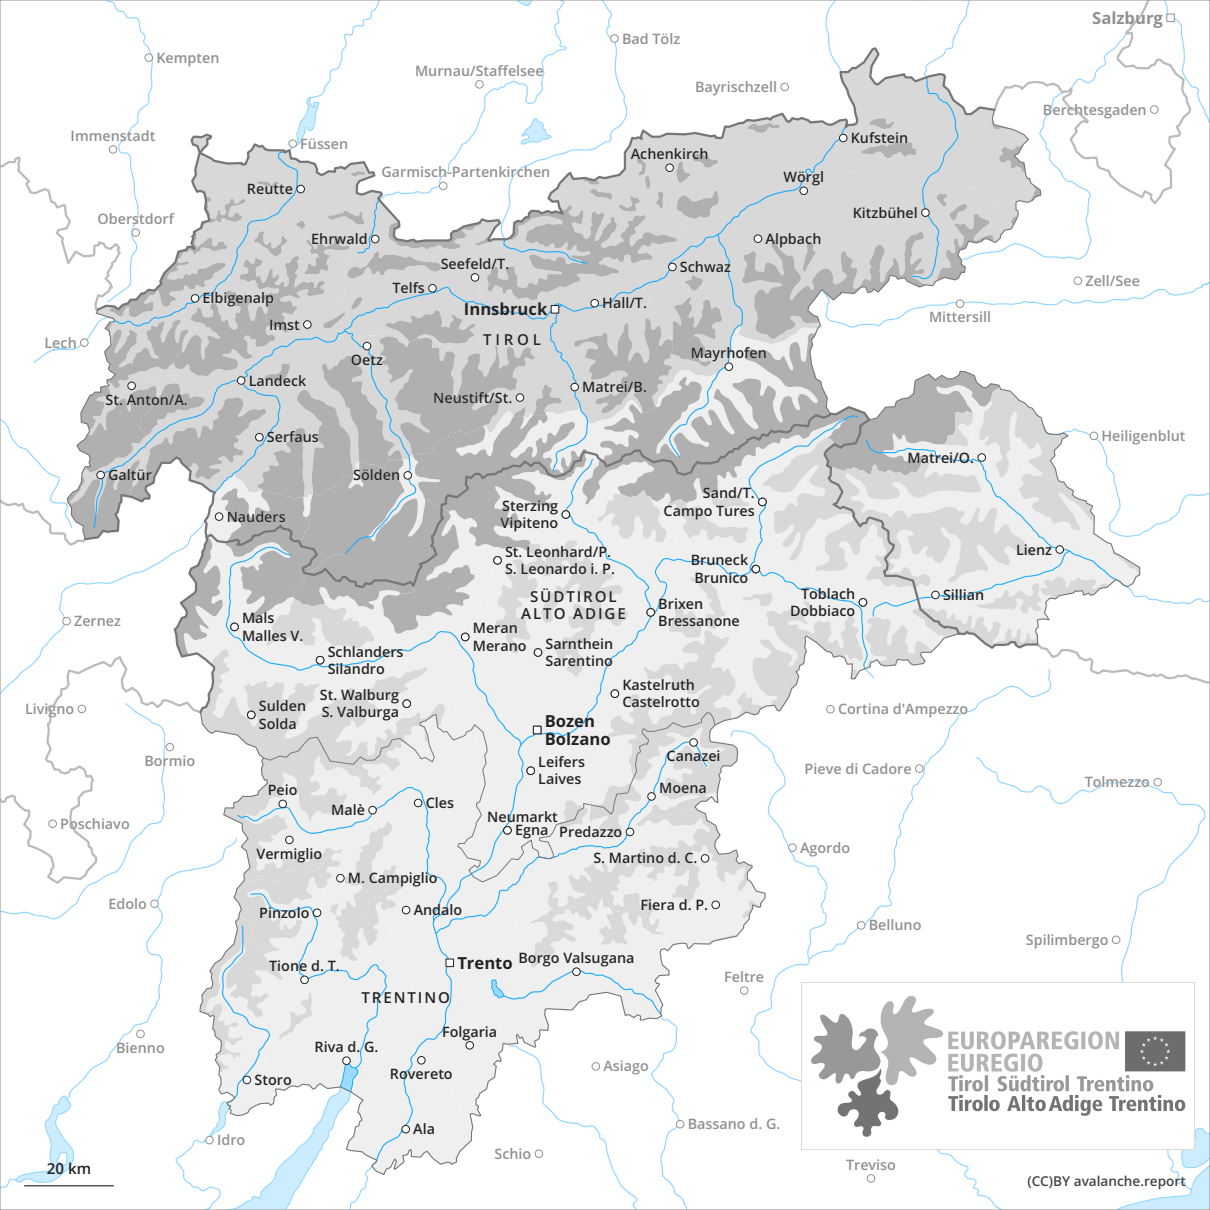 Salzburg
Kempten
Bad Tölz
Murnau/Staffelsee
Bayrischzell
Berchtesgaden
Immenstadt
Füssen
Kufstein
Achenkirch
Garmisch-Partenkirchen
Wörgl
Reutte
Oberstdorf
Kitzbühel
Ehrwald
Alpbach
Seefeld/T.
Schwaz
Zell/See
Telfs
Elbigenalp
Hall/T.
Innsbruck
Mittersill
Imst
TIROL
Lech
Oetz
Mayrhofen
Landeck
Matrei/B.
St. Anton/A.
Neustift/St.
Serfaus
Heiligenblut
Matrei/O.
Galtür
Sölden
Sand/T.
Campo Tures
Sterzing
Vipiteno
Nauders
St. Leonhard/P.
S. Leonardo i. P.
Lienz
Bruneck
Brunico
SÜDTIROL
ALTO ADIGE
Toblach
Dobbiaco
Sillian
Brixen
Bressanone
Zernez
Mals
Malles V.
Meran
Merano
Sarnthein
Sarentino
Schlanders
Silandro
Kastelruth
Castelrotto
St. Walburg
S. Valburga
Sulden
Solda
Livigno
Cortina d'Ampezzo
Bozen
Bolzano
Bormio
Canazei
Leifers
Laives
Pieve di Cadore
Tolmezzo
Peio
Moena
Malè
Cles
Neumarkt
Egna
Predazzo
Poschiavo
Vermiglio
Agordo
S. Martino d. C.
M. Campiglio
Edolo
Pinzolo
Andalo
Fiera d. P.
Belluno
Spilimbergo
Trento
Borgo Valsugana
Tione d. T.
Feltre
TRENTINO
Folgaria
Bienno
Riva d. G.
Rovereto
Asiago
Storo
EUROPAREGION
EUREGIO
Tirol Südtirol Trentino
Tirolo Alto Adige Trentino
Ala
Bassano d. G.
Idro
Schio
Treviso
20 km
(CC)BY avalanche.report